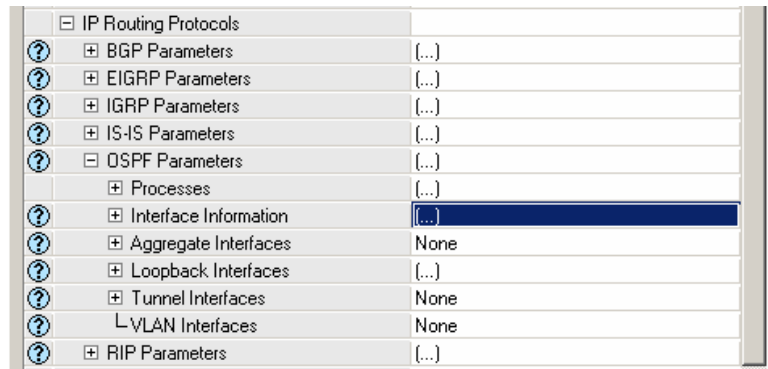 IP Routing Protocols
? BGP Parameters (...)
? EIGRP Parameters (...)
? IGRP Parameters (...)
? IS-IS Parameters (...)
? OSPF Parameters (...)
Processes (...)
? Interface Information (...)
? Aggregate Interfaces None
? Loopback Interfaces (...)
? Tunnel Interfaces None
? VLAN Interfaces None
? RIP Parameters (...)